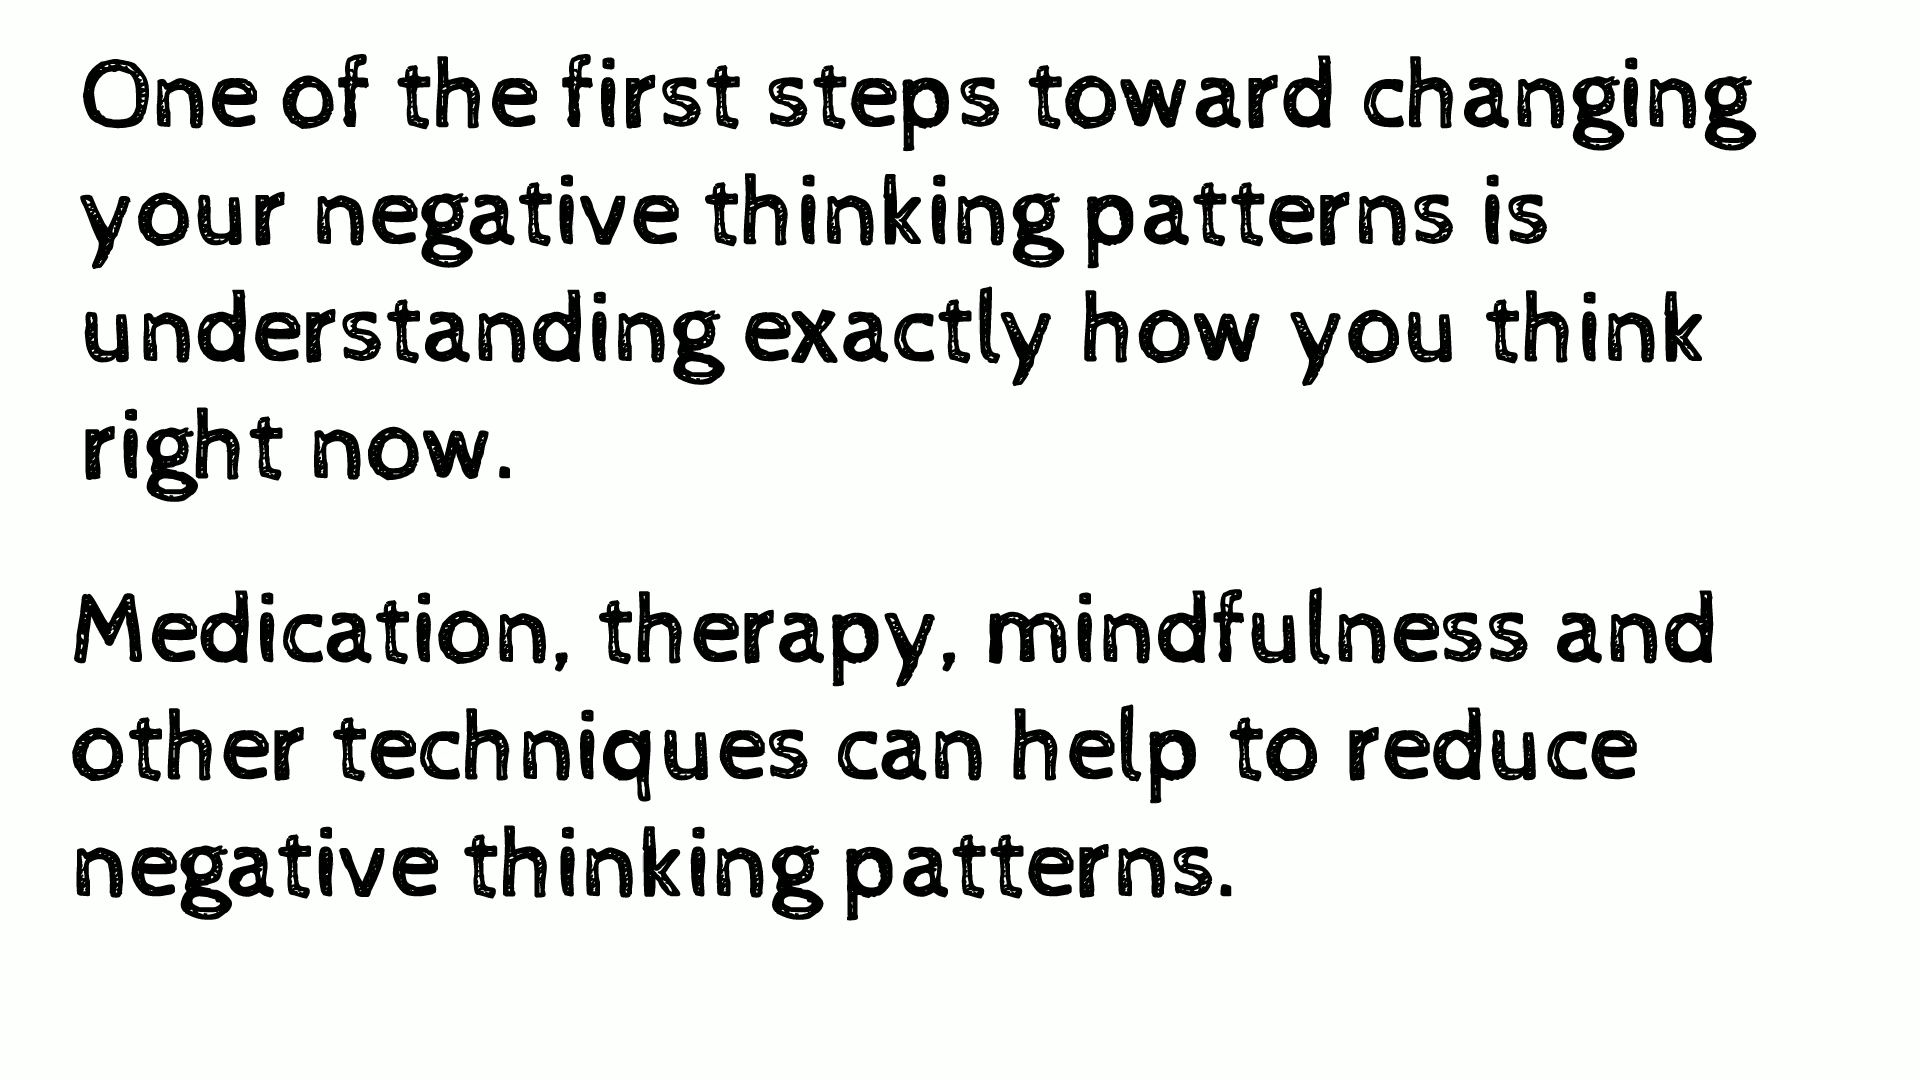 One of the first steps toward changing
your negative thinking patterns is
understanding exactly how you think
right now.
Medication, therapy, mindfulness and
other techniques can help to reduce
negative thinking patterns.